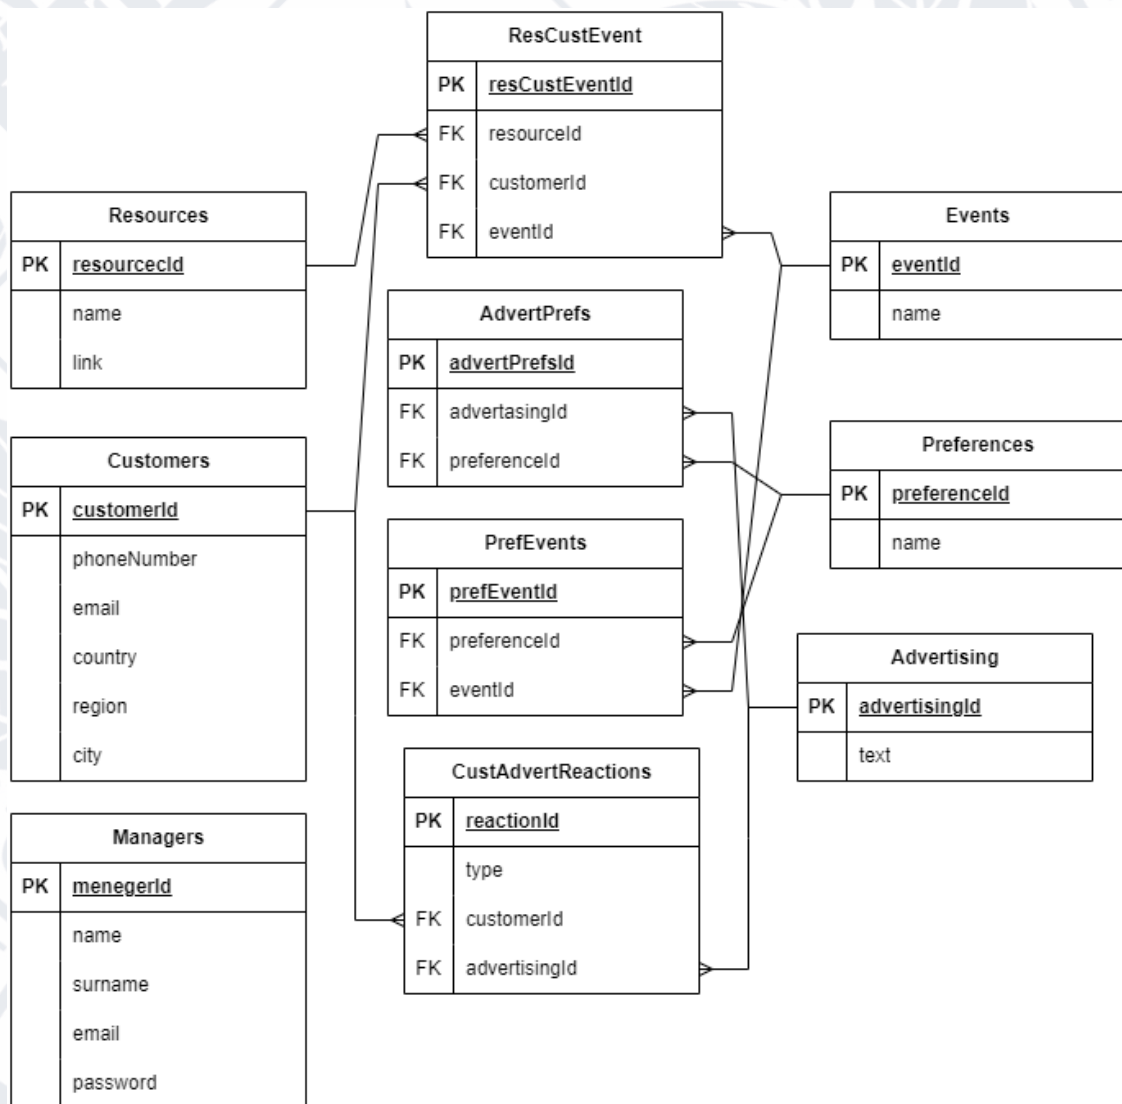 ResCustEvent
PK resCustEventId
FK resourceId
FK customerId
FK eventId
Resources
PK resourcecId
name
link
Events
PK eventId
name
AdvertPrefs
PK advertPrefsId
FK advertasingId
FK preferenceId
Customers
PK customerId
phoneNumber
email
country
region
city
Preferences
PK preferenceId
name
PrefEvents
PK prefEventId
FK preferenceId
FK eventId
Advertising
PK advertisingId
text
CustAdvertReactions
PK reactionId
type
FK customerId
FK advertisingId
Managers
PK menegerId
name
surname
email
password